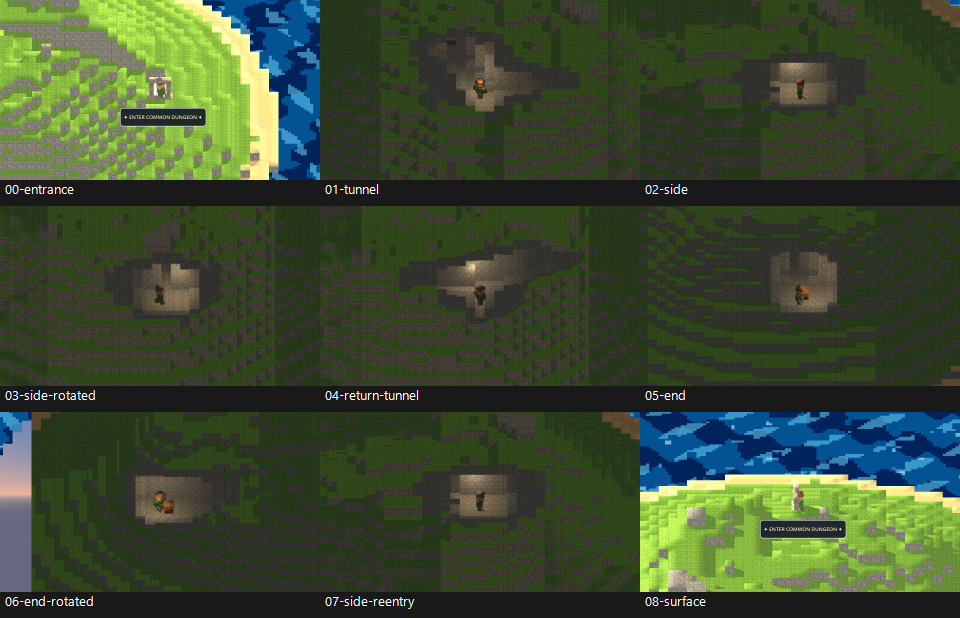 ✦ ENTER COMMON DUNGEON ✦
00-entrance
01-tunnel
02-side
03-side-rotated
04-return-tunnel
05-end
✦ ENTER COMMON DUNGEON ✦
06-end-rotated
07-side-reentry
08-surface